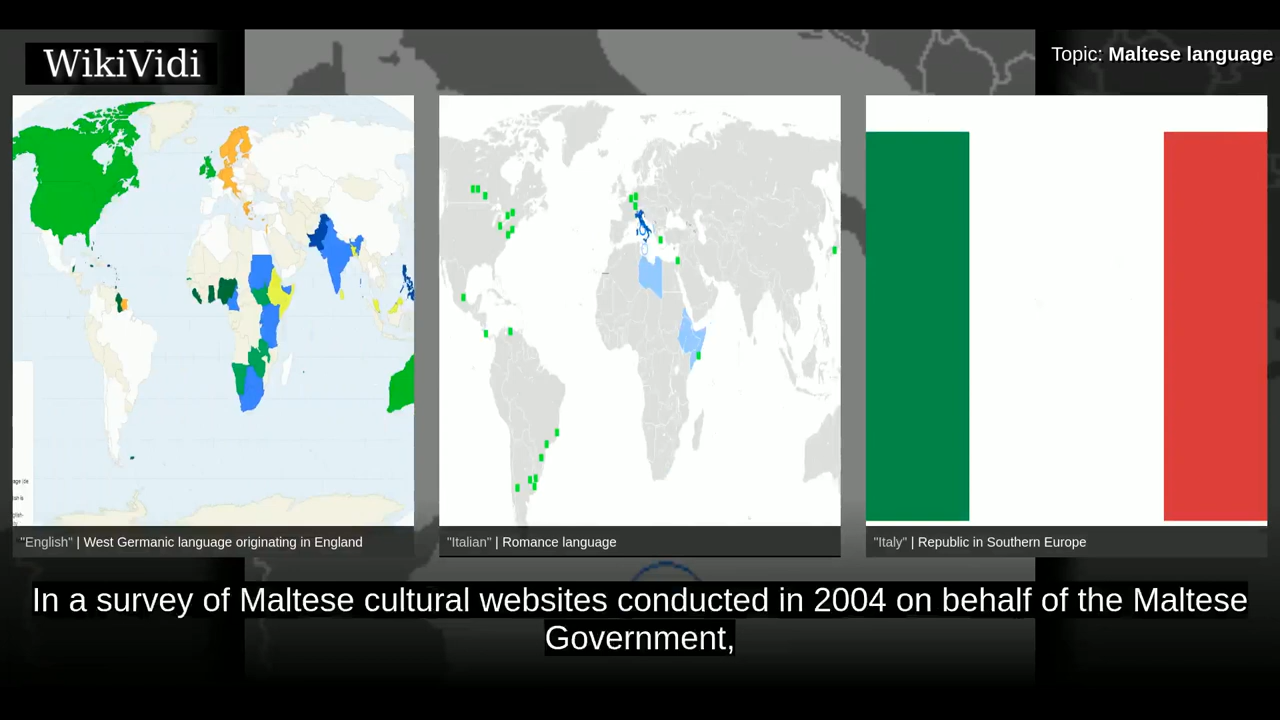 WikiVidi
Topic: Maltese language
"English" | West Germanic language originating in England
"Italian" | Romance language
"Italy" | Republic in Southern Europe
In a survey of Maltese cultural websites conducted in 2004 on behalf of the Maltese
Government,